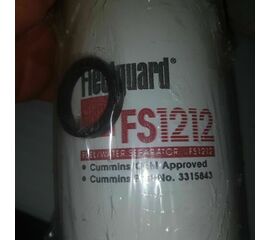 Fleetguard
FS1212
FUEL/WATER SEPARATOR FS1212
• Cummins OEM Approved
• Cummins Part No. 3315843